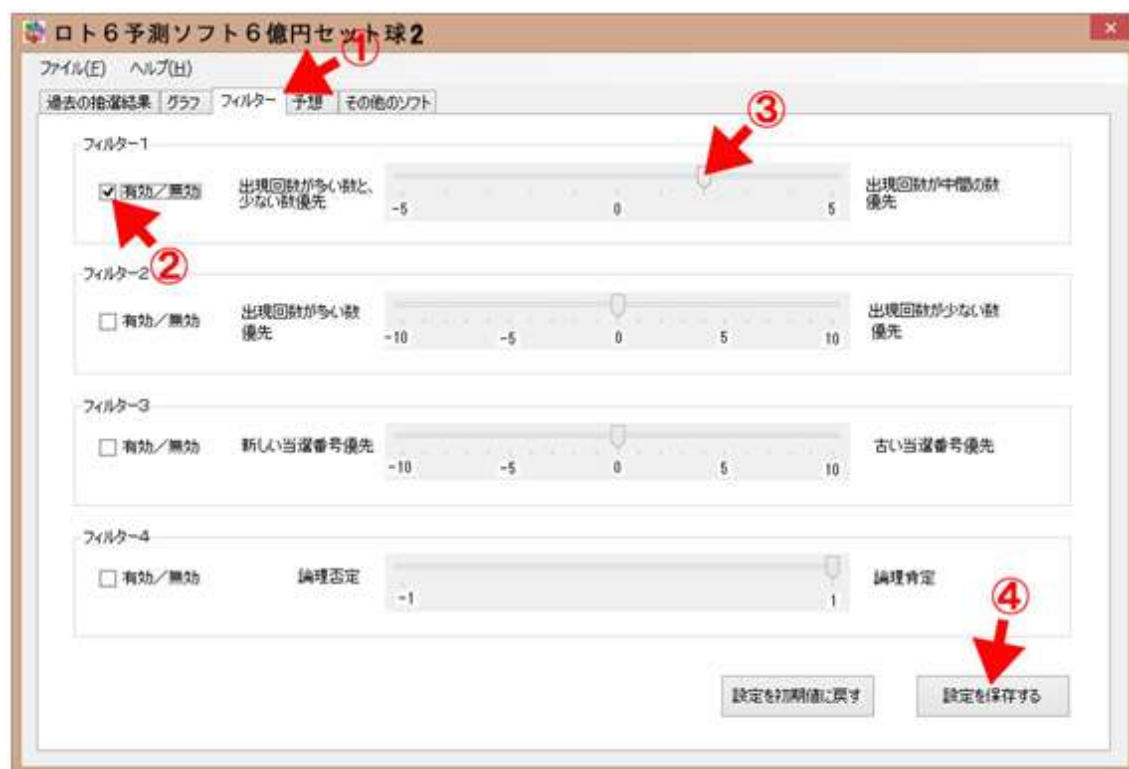 ロト6予測ソフト6億円セット球2
ファイル(F) ヘルプ(H)
過去の抽選結果 グラフ フィルター 予想 その他のソフト
①
③
フィルター1
有効／無効
出現回数が多い数と、
少ない数優先
-5 0 5
出現回数が中間の数
優先
②
フィルター2
有効／無効
出現回数が多い数
優先
-10 -5 0 5 10
出現回数が少ない数
優先
フィルター3
有効／無効
新しい当選番号優先
-10 -5 0 5 10
古い当選番号優先
フィルター4
有効／無効
論理否定
-1 1
論理肯定
④
設定を初期値に戻す 設定を保存する